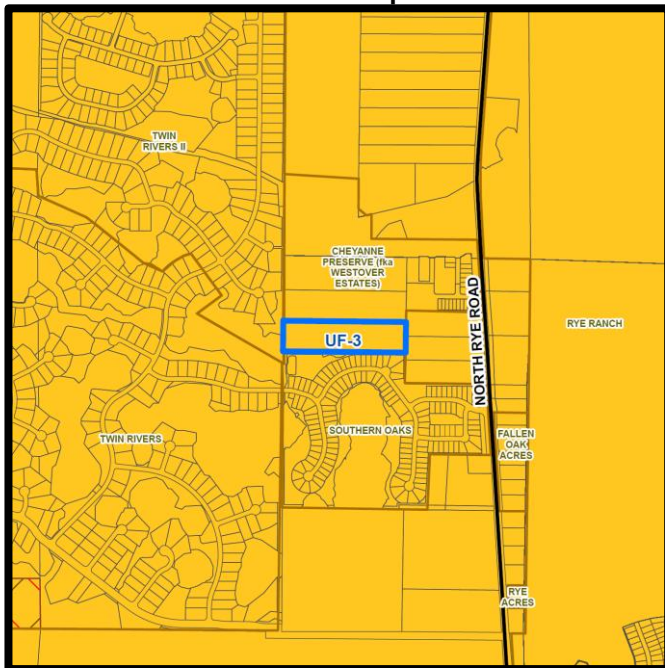 TWIN
RIVERS II
CHEYANNE
PRESERVE (fka
WESTOVER
ESTATES)
NORTH RYE ROAD
RYE RANCH
UF-3
TWIN RIVERS
SOUTHERN OAKS
FALLEN
OAK
ACRES
RYE
ACRES